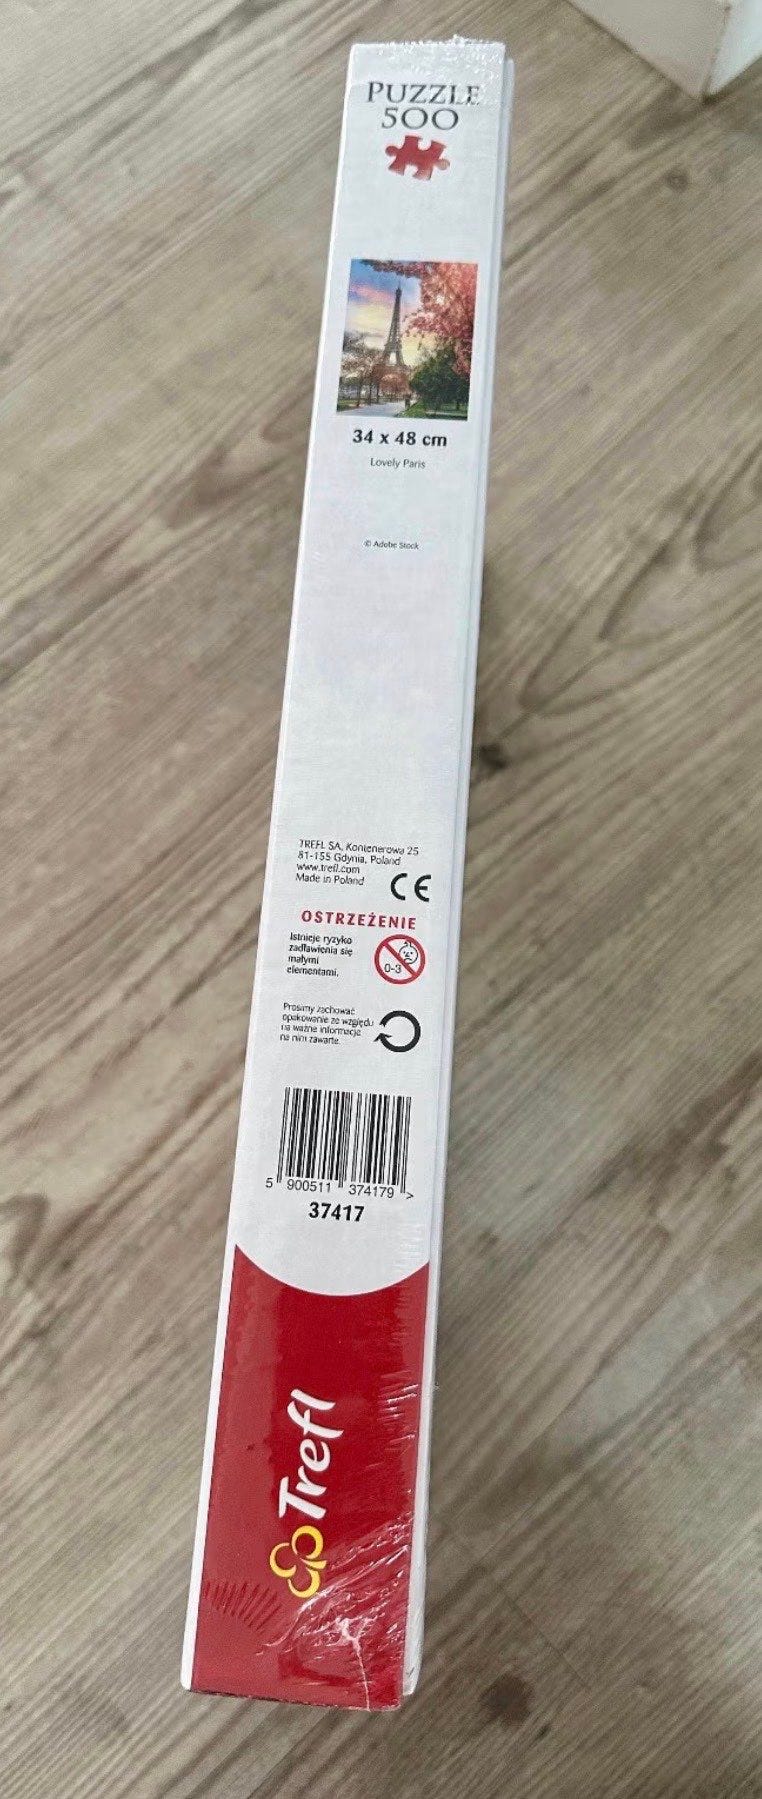 PUZZLE
500
34 x 48 cm
Lovely Paris
© Adobe Stock
TREFL SA, Kontenerowa 25
81-155 Gdynia, Poland
www.trefl.com
Made in Poland
CE
OSTRZEŻENIE
Istnieje ryzyko
zadławienia się
małymi
elementami.
0-3
Prosimy zachować
opakowanie ze względu
na ważne informacje
na nim zawarte.
5 900511 374179 >
37417
Trefl